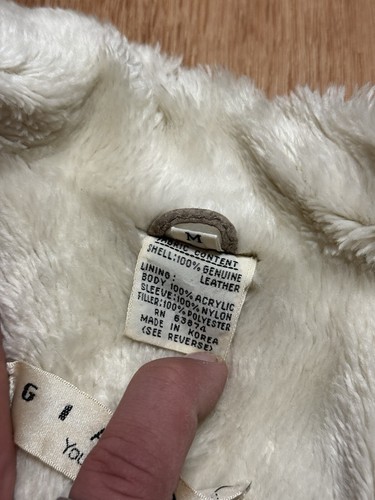 M
FABRIC CONTENT
SHELL: 100% GENUINE
LEATHER
LINING:
BODY 100% ACRYLIC
SLEEVE: 100% NYLON
FILLER: 100% POLYESTER
RN 63874
MADE IN KOREA
(SEE REVERSE)
G I A
YOU